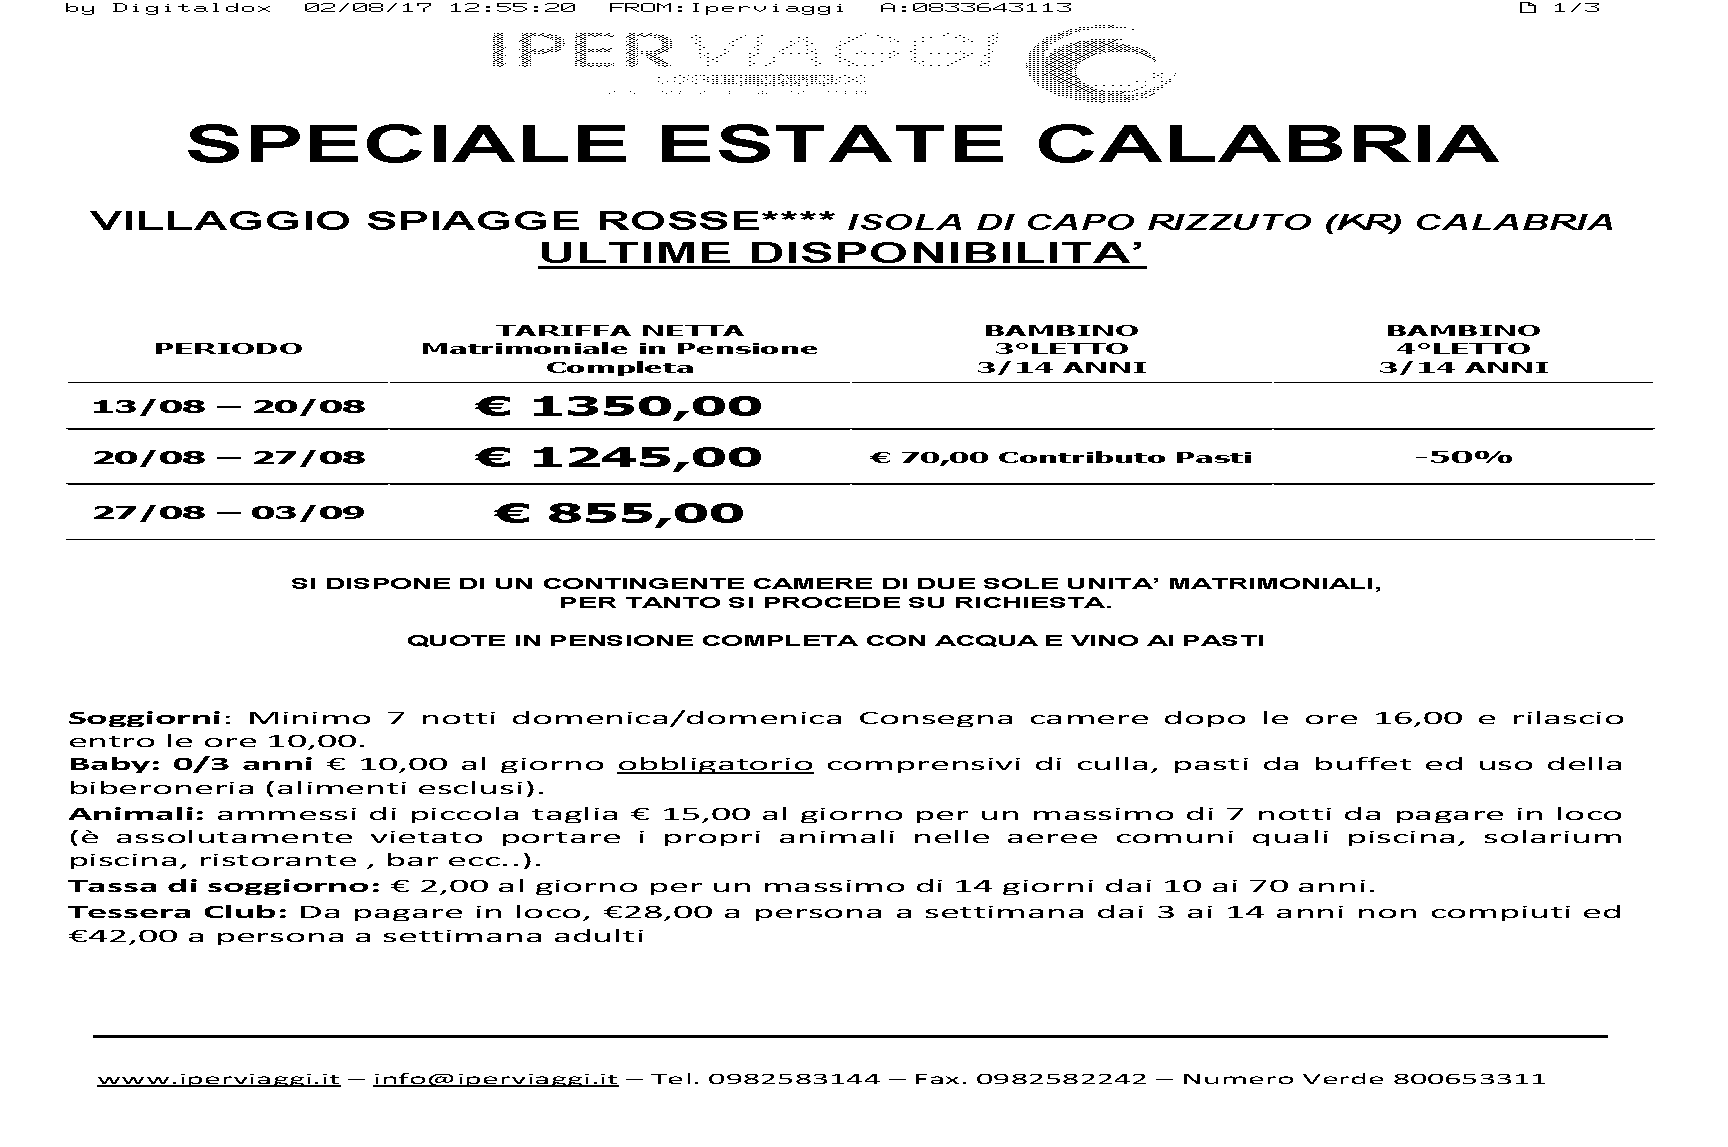 by Digitaldox 02/08/17 12:55:20 FROM:Iperviaggi A:0833643113 1/3
IPERVIAGGI
SPECIALE ESTATE CALABRIA
VILLAGGIO SPIAGGE ROSSE**** ISOLA DI CAPO RIZZUTO (KR) CALABRIA
ULTIME DISPONIBILITA’
PERIODO
TARIFFA NETTA
Matrimoniale in Pensione
Completa
BAMBINO
3°LETTO
3/14 ANNI
BAMBINO
4°LETTO
3/14 ANNI
13/08 – 20/08 € 1350,00
20/08 – 27/08 € 1245,00 € 70,00 Contributo Pasti -50%
27/08 – 03/09 € 855,00
SI DISPONE DI UN CONTINGENTE CAMERE DI DUE SOLE UNITA’ MATRIMONIALI,
PER TANTO SI PROCEDE SU RICHIESTA.
QUOTE IN PENSIONE COMPLETA CON ACQUA E VINO AI PASTI
Soggiorni: Minimo 7 notti domenica/domenica Consegna camere dopo le ore 16,00 e rilascio
entro le ore 10,00.
Baby: 0/3 anni € 10,00 al giorno obbligatorio comprensivi di culla, pasti da buffet ed uso della
biberoneria (alimenti esclusi).
Animali: ammessi di piccola taglia € 15,00 al giorno per un massimo di 7 notti da pagare in loco
(è assolutamente vietato portare i propri animali nelle aeree comuni quali piscina, solarium
piscina, ristorante , bar ecc..).
Tassa di soggiorno: € 2,00 al giorno per un massimo di 14 giorni dai 10 ai 70 anni.
Tessera Club: Da pagare in loco, €28,00 a persona a settimana dai 3 ai 14 anni non compiuti ed
€42,00 a persona a settimana adulti
www.iperviaggi.it – info@iperviaggi.it – Tel. 0982583144 – Fax. 0982582242 – Numero Verde 800653311